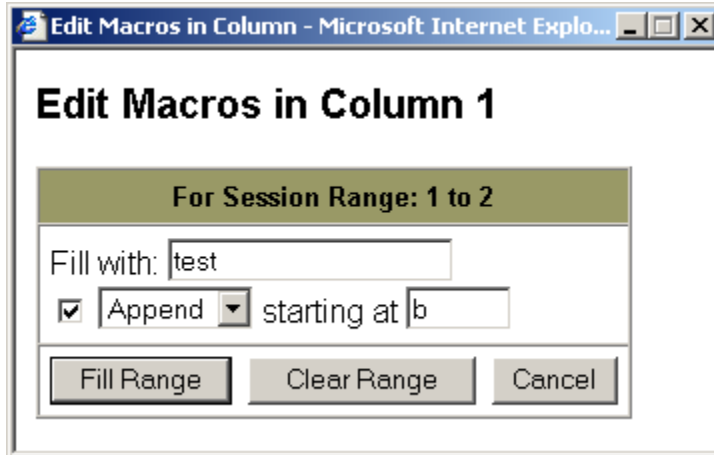 Edit Macros in Column - Microsoft Internet Explo...
Edit Macros in Column 1
For Session Range: 1 to 2
Fill with: test
Append starting at b
Fill Range Clear Range Cancel